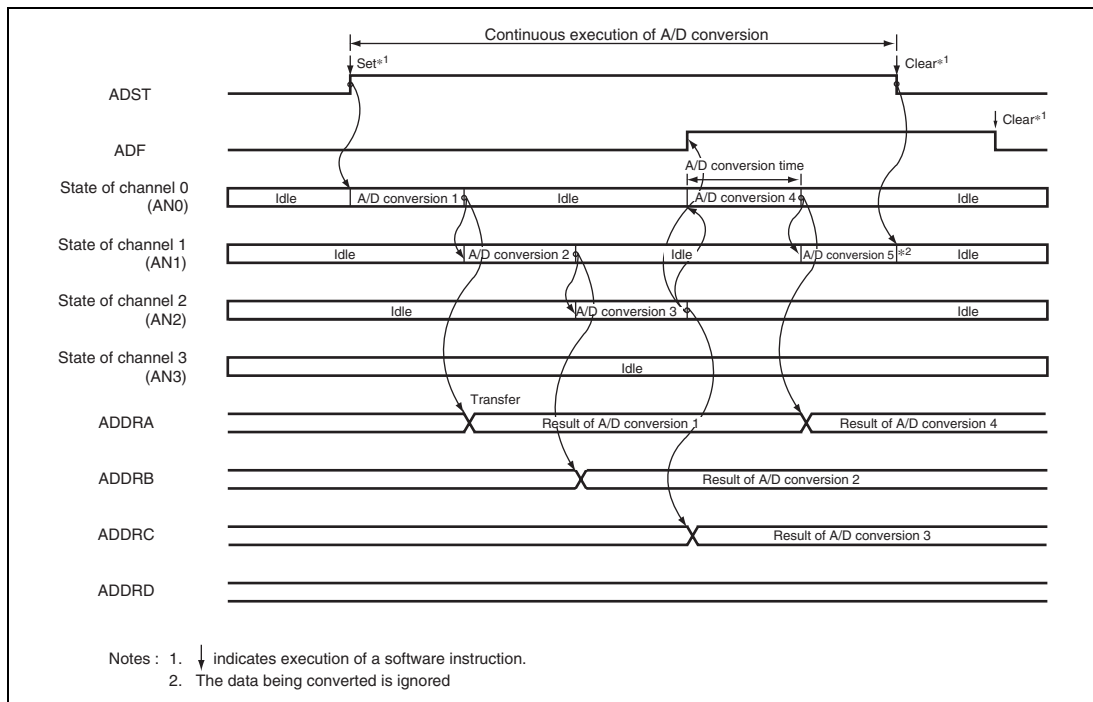 Continuous execution of A/D conversion
Set*1
Clear*1
ADST
Clear*1
ADF
A/D conversion time
State of channel 0
(AN0)
Idle
A/D conversion 1
Idle
A/D conversion 4
Idle
State of channel 1
(AN1)
Idle
A/D conversion 2
Idle
A/D conversion 5
*2
Idle
State of channel 2
(AN2)
Idle
A/D conversion 3
Idle
State of channel 3
(AN3)
Idle
Transfer
ADDRA
Result of A/D conversion 1
Result of A/D conversion 4
ADDRB
Result of A/D conversion 2
ADDRC
Result of A/D conversion 3
ADDRD
Notes : 1. ↓ indicates execution of a software instruction.
2. The data being converted is ignored